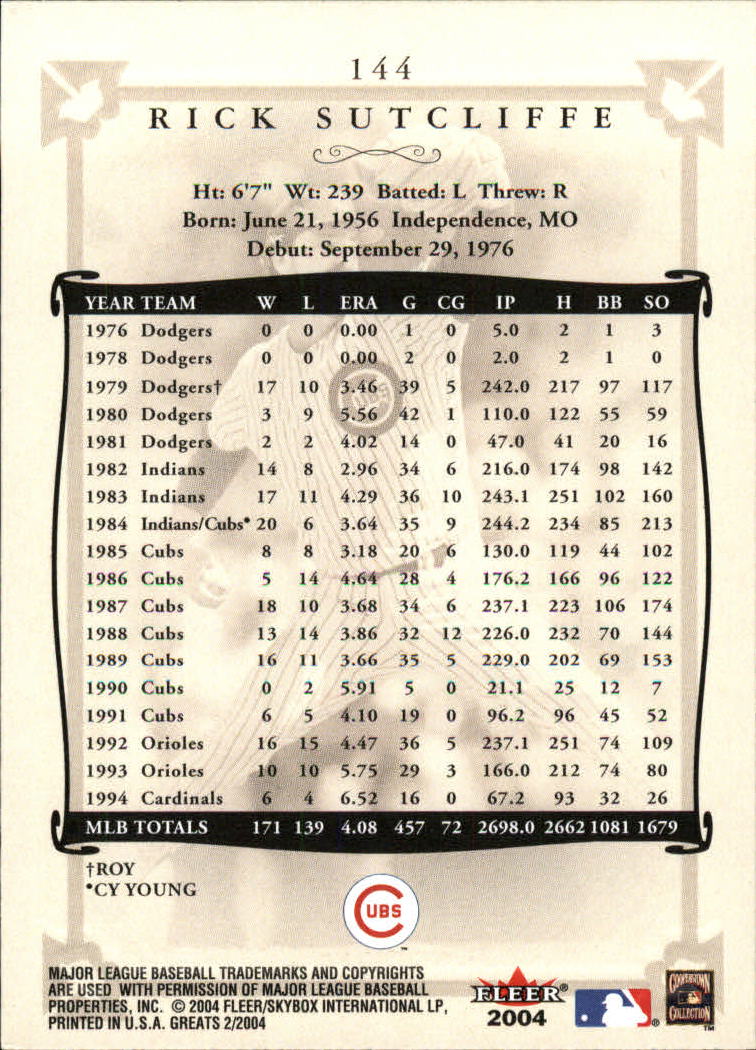 144
RICK SUTCLIFFE
Ht: 6'7" Wt: 239 Batted: L Threw: R
Born: June 21, 1956 Independence, MO
Debut: September 29, 1976
YEAR TEAM W L ERA G CG IP H BB SO
1976 Dodgers 0 0 0.00 1 0 5.0 2 1 3
1978 Dodgers 0 0 0.00 2 0 2.0 2 1 0
1979 Dodgers† 17 10 3.46 39 5 242.0 217 97 117
1980 Dodgers 3 9 5.56 42 1 110.0 122 55 59
1981 Dodgers 2 2 4.02 14 0 47.0 41 20 16
1982 Indians 14 8 2.96 34 6 216.0 174 98 142
1983 Indians 17 11 4.29 36 10 243.1 251 102 160
1984 Indians/Cubs• 20 6 3.64 35 9 244.2 234 85 213
1985 Cubs 8 8 3.18 20 6 130.0 119 44 102
1986 Cubs 5 14 4.64 28 4 176.2 166 96 122
1987 Cubs 18 10 3.68 34 6 237.1 223 106 174
1988 Cubs 13 14 3.86 32 12 226.0 232 70 144
1989 Cubs 16 11 3.66 35 5 229.0 202 69 153
1990 Cubs 0 2 5.91 5 0 21.1 25 12 7
1991 Cubs 6 5 4.10 19 0 96.2 96 45 52
1992 Orioles 16 15 4.47 36 5 237.1 251 74 109
1993 Orioles 10 10 5.75 29 3 166.0 212 74 80
1994 Cardinals 6 4 6.52 16 0 67.2 93 32 26
MLB TOTALS 171 139 4.08 457 72 2698.0 2662 1081 1679
†ROY
•CY YOUNG
CUBS
™
MAJOR LEAGUE BASEBALL TRADEMARKS AND COPYRIGHTS
ARE USED WITH PERMISSION OF MAJOR LEAGUE BASEBALL
PROPERTIES, INC. © 2004 FLEER/SKYBOX INTERNATIONAL LP,
PRINTED IN U.S.A. GREATS 2/2004
FLEER®
2004
®
COOPERSTOWN
COLLECTION
™